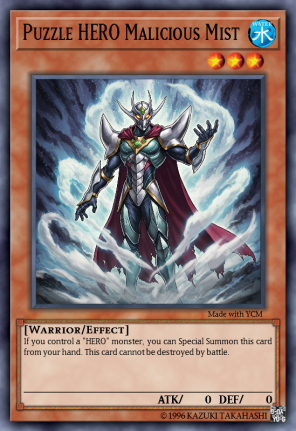 Puzzle HERO Malicious Mist
WATER
水
Made with YCM
[WARRIOR/EFFECT]
If you control a "HERO" monster, you can Special Summon this card
from your hand. This card cannot be destroyed by battle.
ATK/ 0 DEF/ 0
©1996 KAZUKI TAKAHASHI